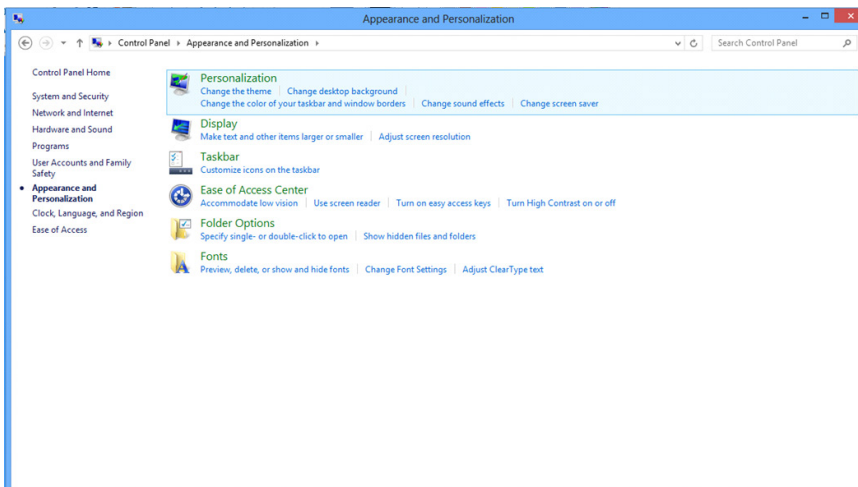 Appearance and Personalization
Control Panel Appearance and Personalization
Search Control Panel
Control Panel Home
System and Security
Network and Internet
Hardware and Sound
Programs
User Accounts and Family
Safety
Appearance and
Personalization
Clock, Language, and Region
Ease of Access
Personalization
Change the theme Change desktop background
Change the color of your taskbar and window borders Change sound effects Change screen saver
Display
Make text and other items larger or smaller Adjust screen resolution
Taskbar
Customize icons on the taskbar
Ease of Access Center
Accommodate low vision Use screen reader Turn on easy access keys Turn High Contrast on or off
Folder Options
Specify single- or double-click to open Show hidden files and folders
Fonts
Preview, delete, or show and hide fonts Change Font Settings Adjust ClearType text